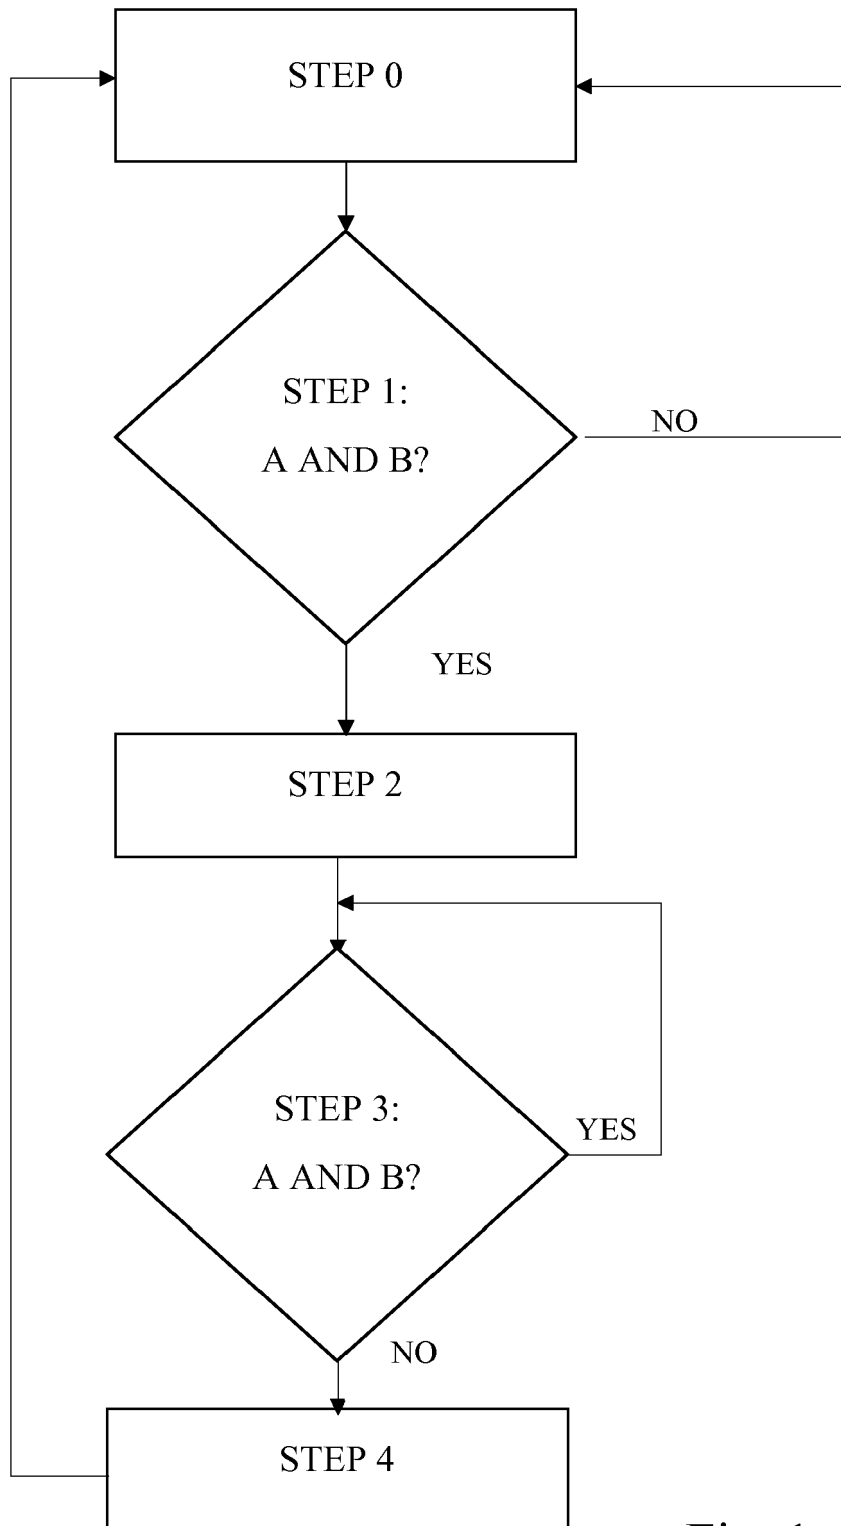 STEP 0
STEP 1:
A AND B?
NO
YES
STEP 2
STEP 3:
A AND B?
YES
NO
STEP 4